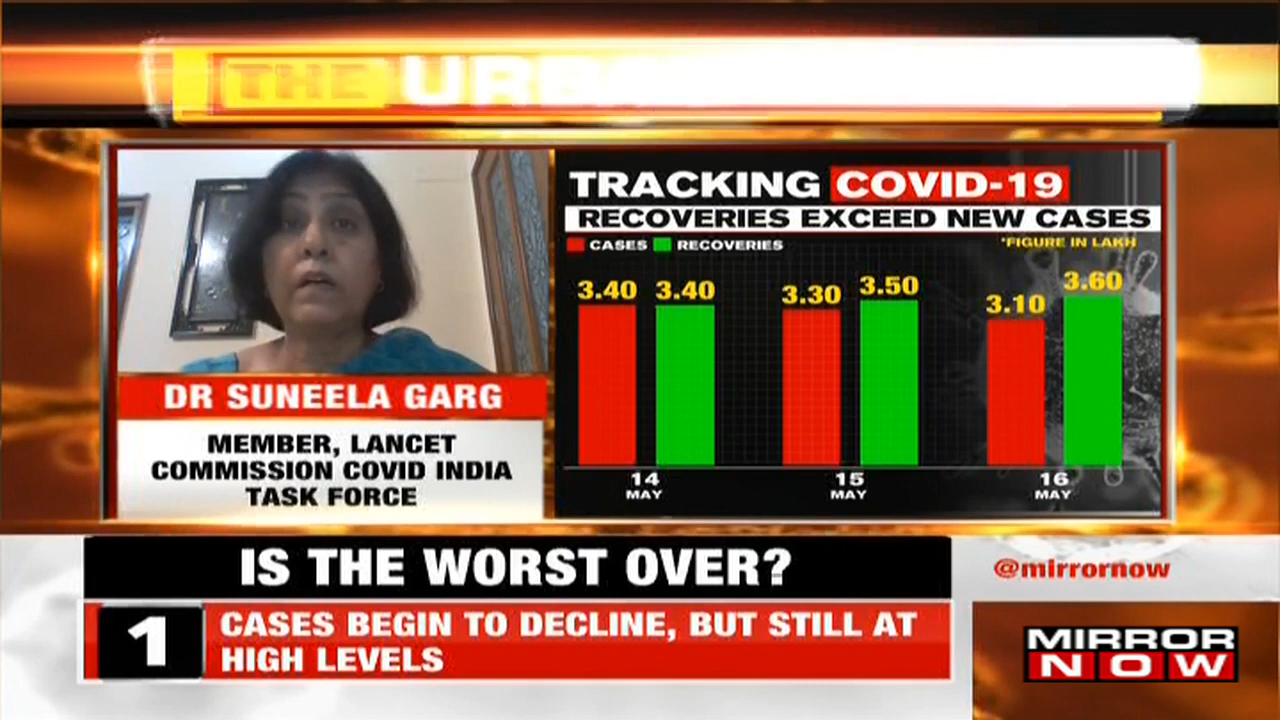 THE URB
TRACKING COVID-19
RECOVERIES EXCEED NEW CASES
CASES RECOVERIES
*FIGURE IN LAKH
3.40 3.40 3.30 3.50 3.10 3.60
14 MAY
15 MAY
16 MAY
DR SUNEELA GARG
MEMBER, LANCET
COMMISSION COVID INDIA
TASK FORCE
IS THE WORST OVER?
1
CASES BEGIN TO DECLINE, BUT STILL AT
HIGH LEVELS
@mirrornow
MIRROR
NOW